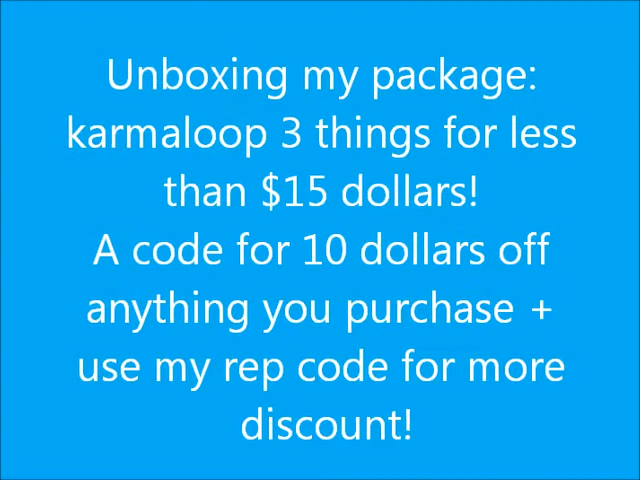 Unboxing my package:
karmaloop 3 things for less
than $15 dollars!
A code for 10 dollars off
anything you purchase +
use my rep code for more
discount!